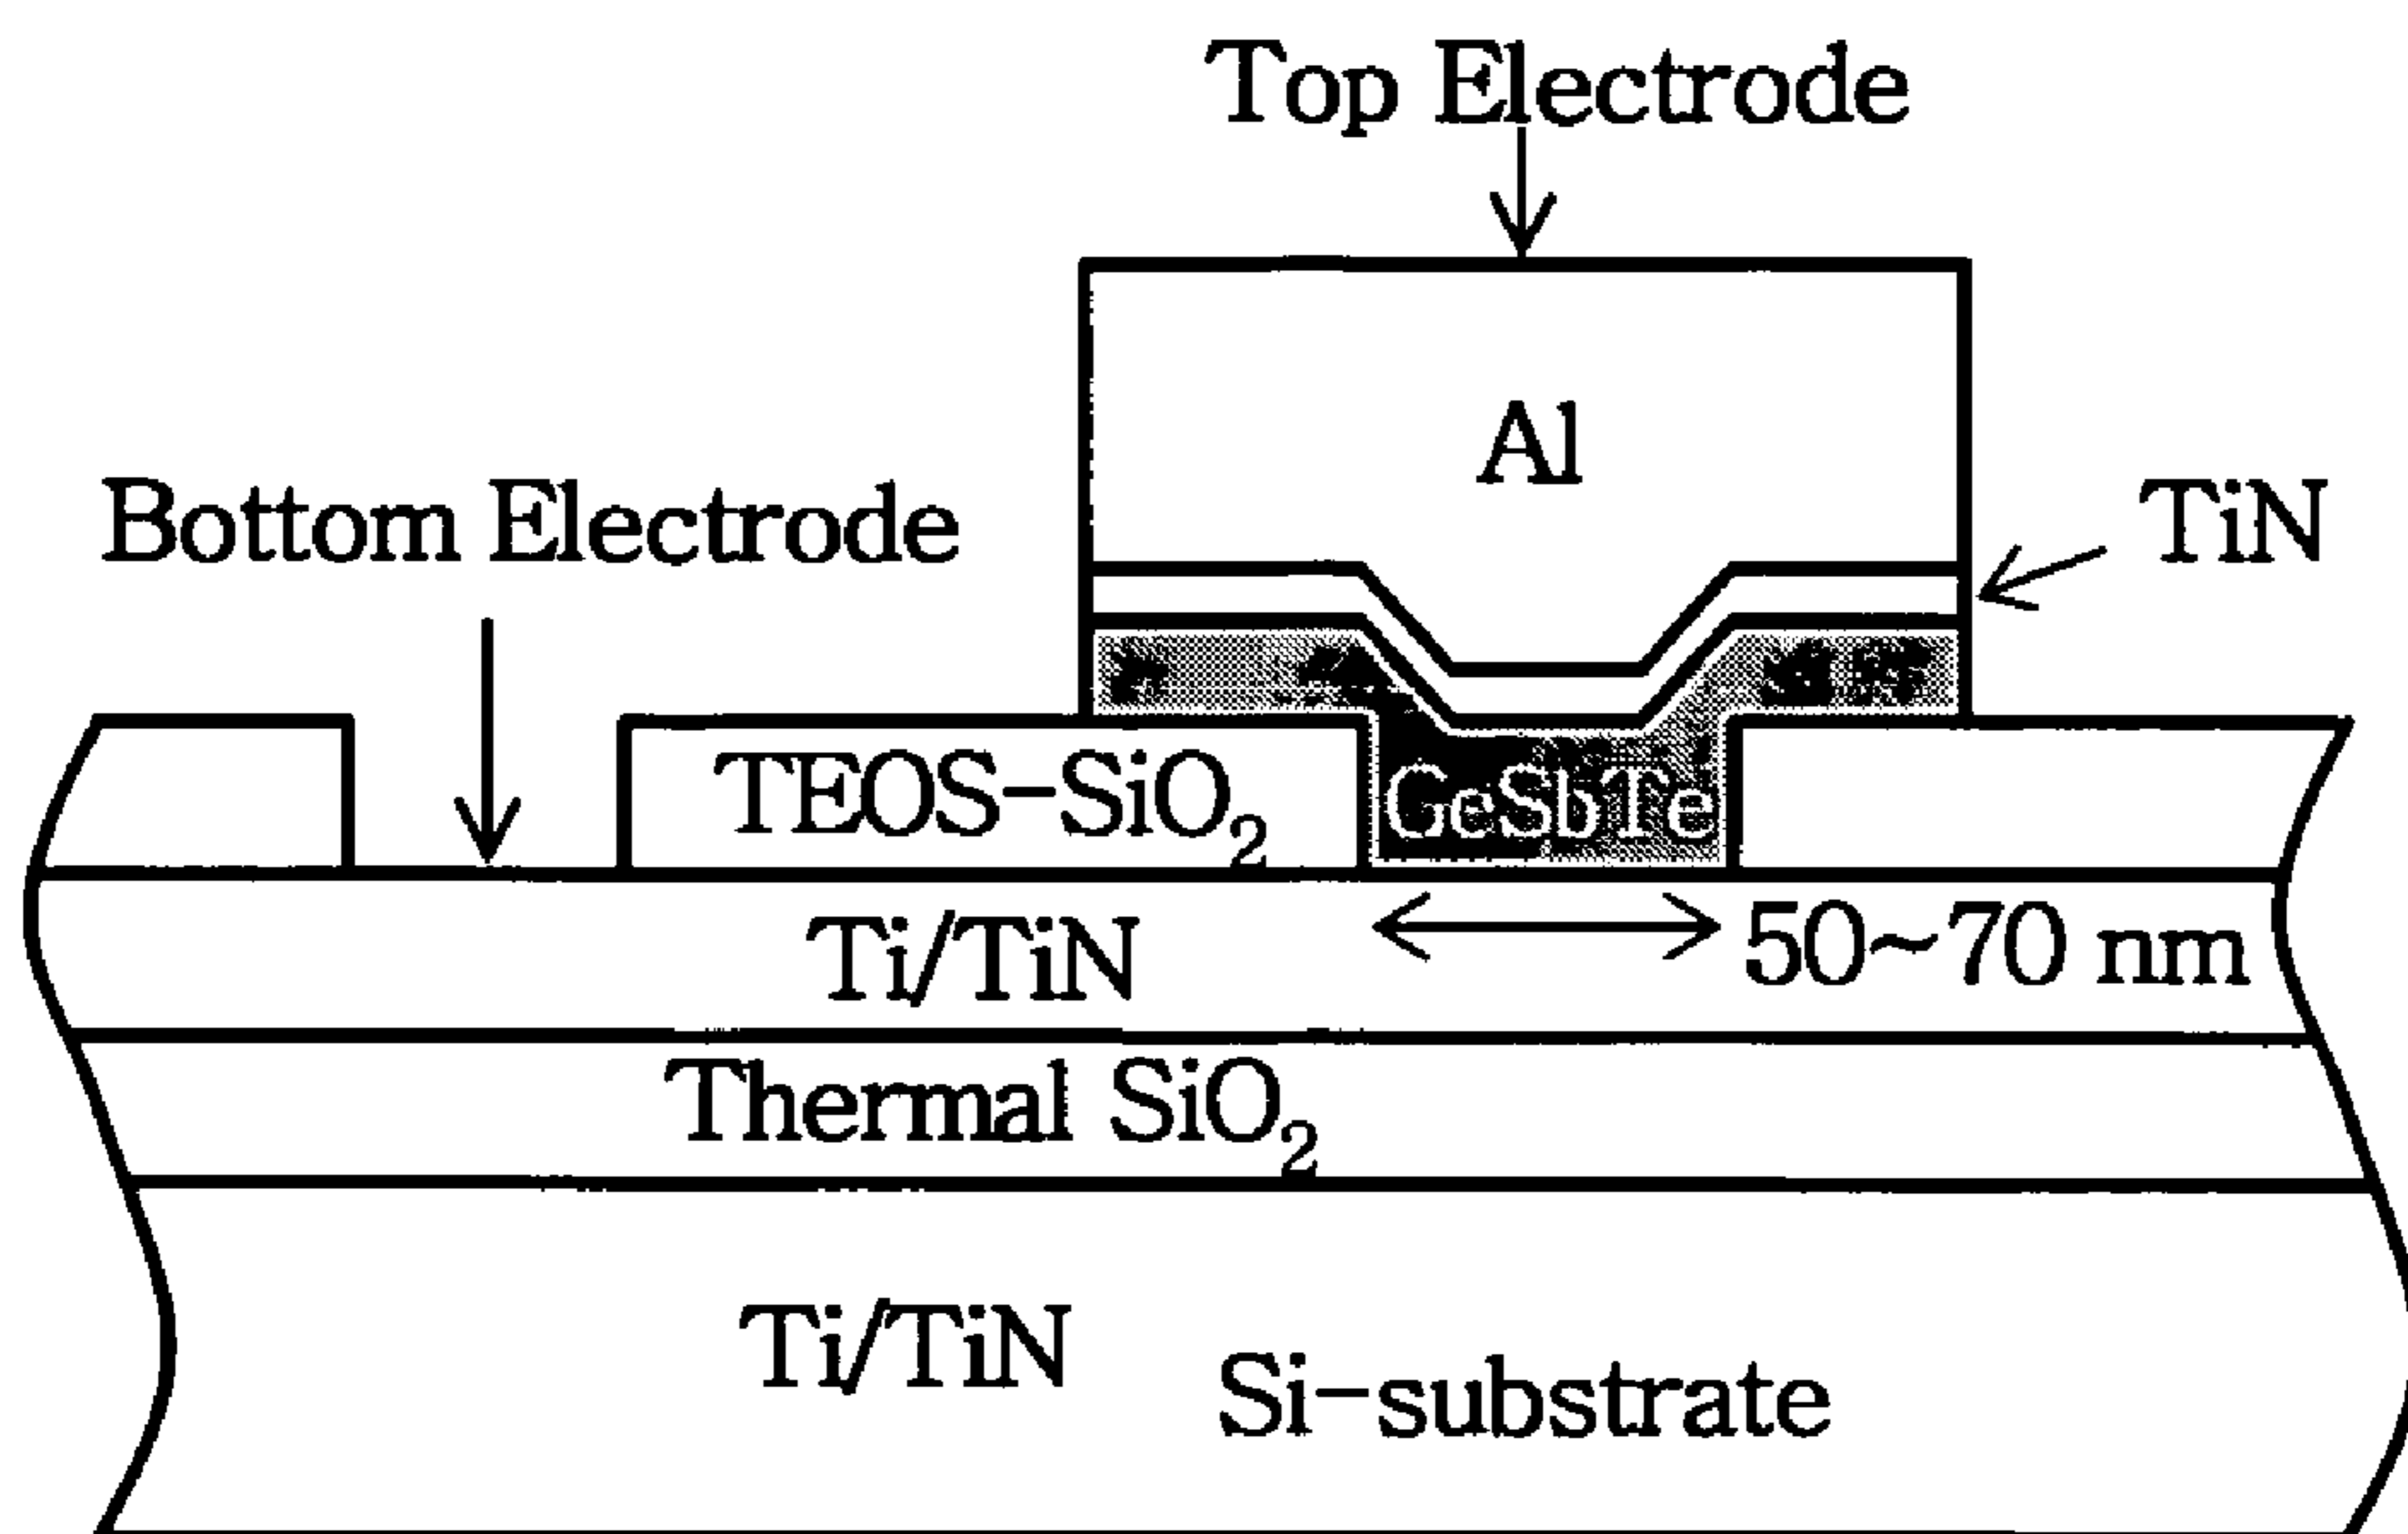 Top Electrode
Al
Bottom Electrode
TiN
TEOS-SiO₂
GeSbTe
Ti/TiN
50~70 nm
Thermal SiO₂
Ti/TiN
Si-substrate